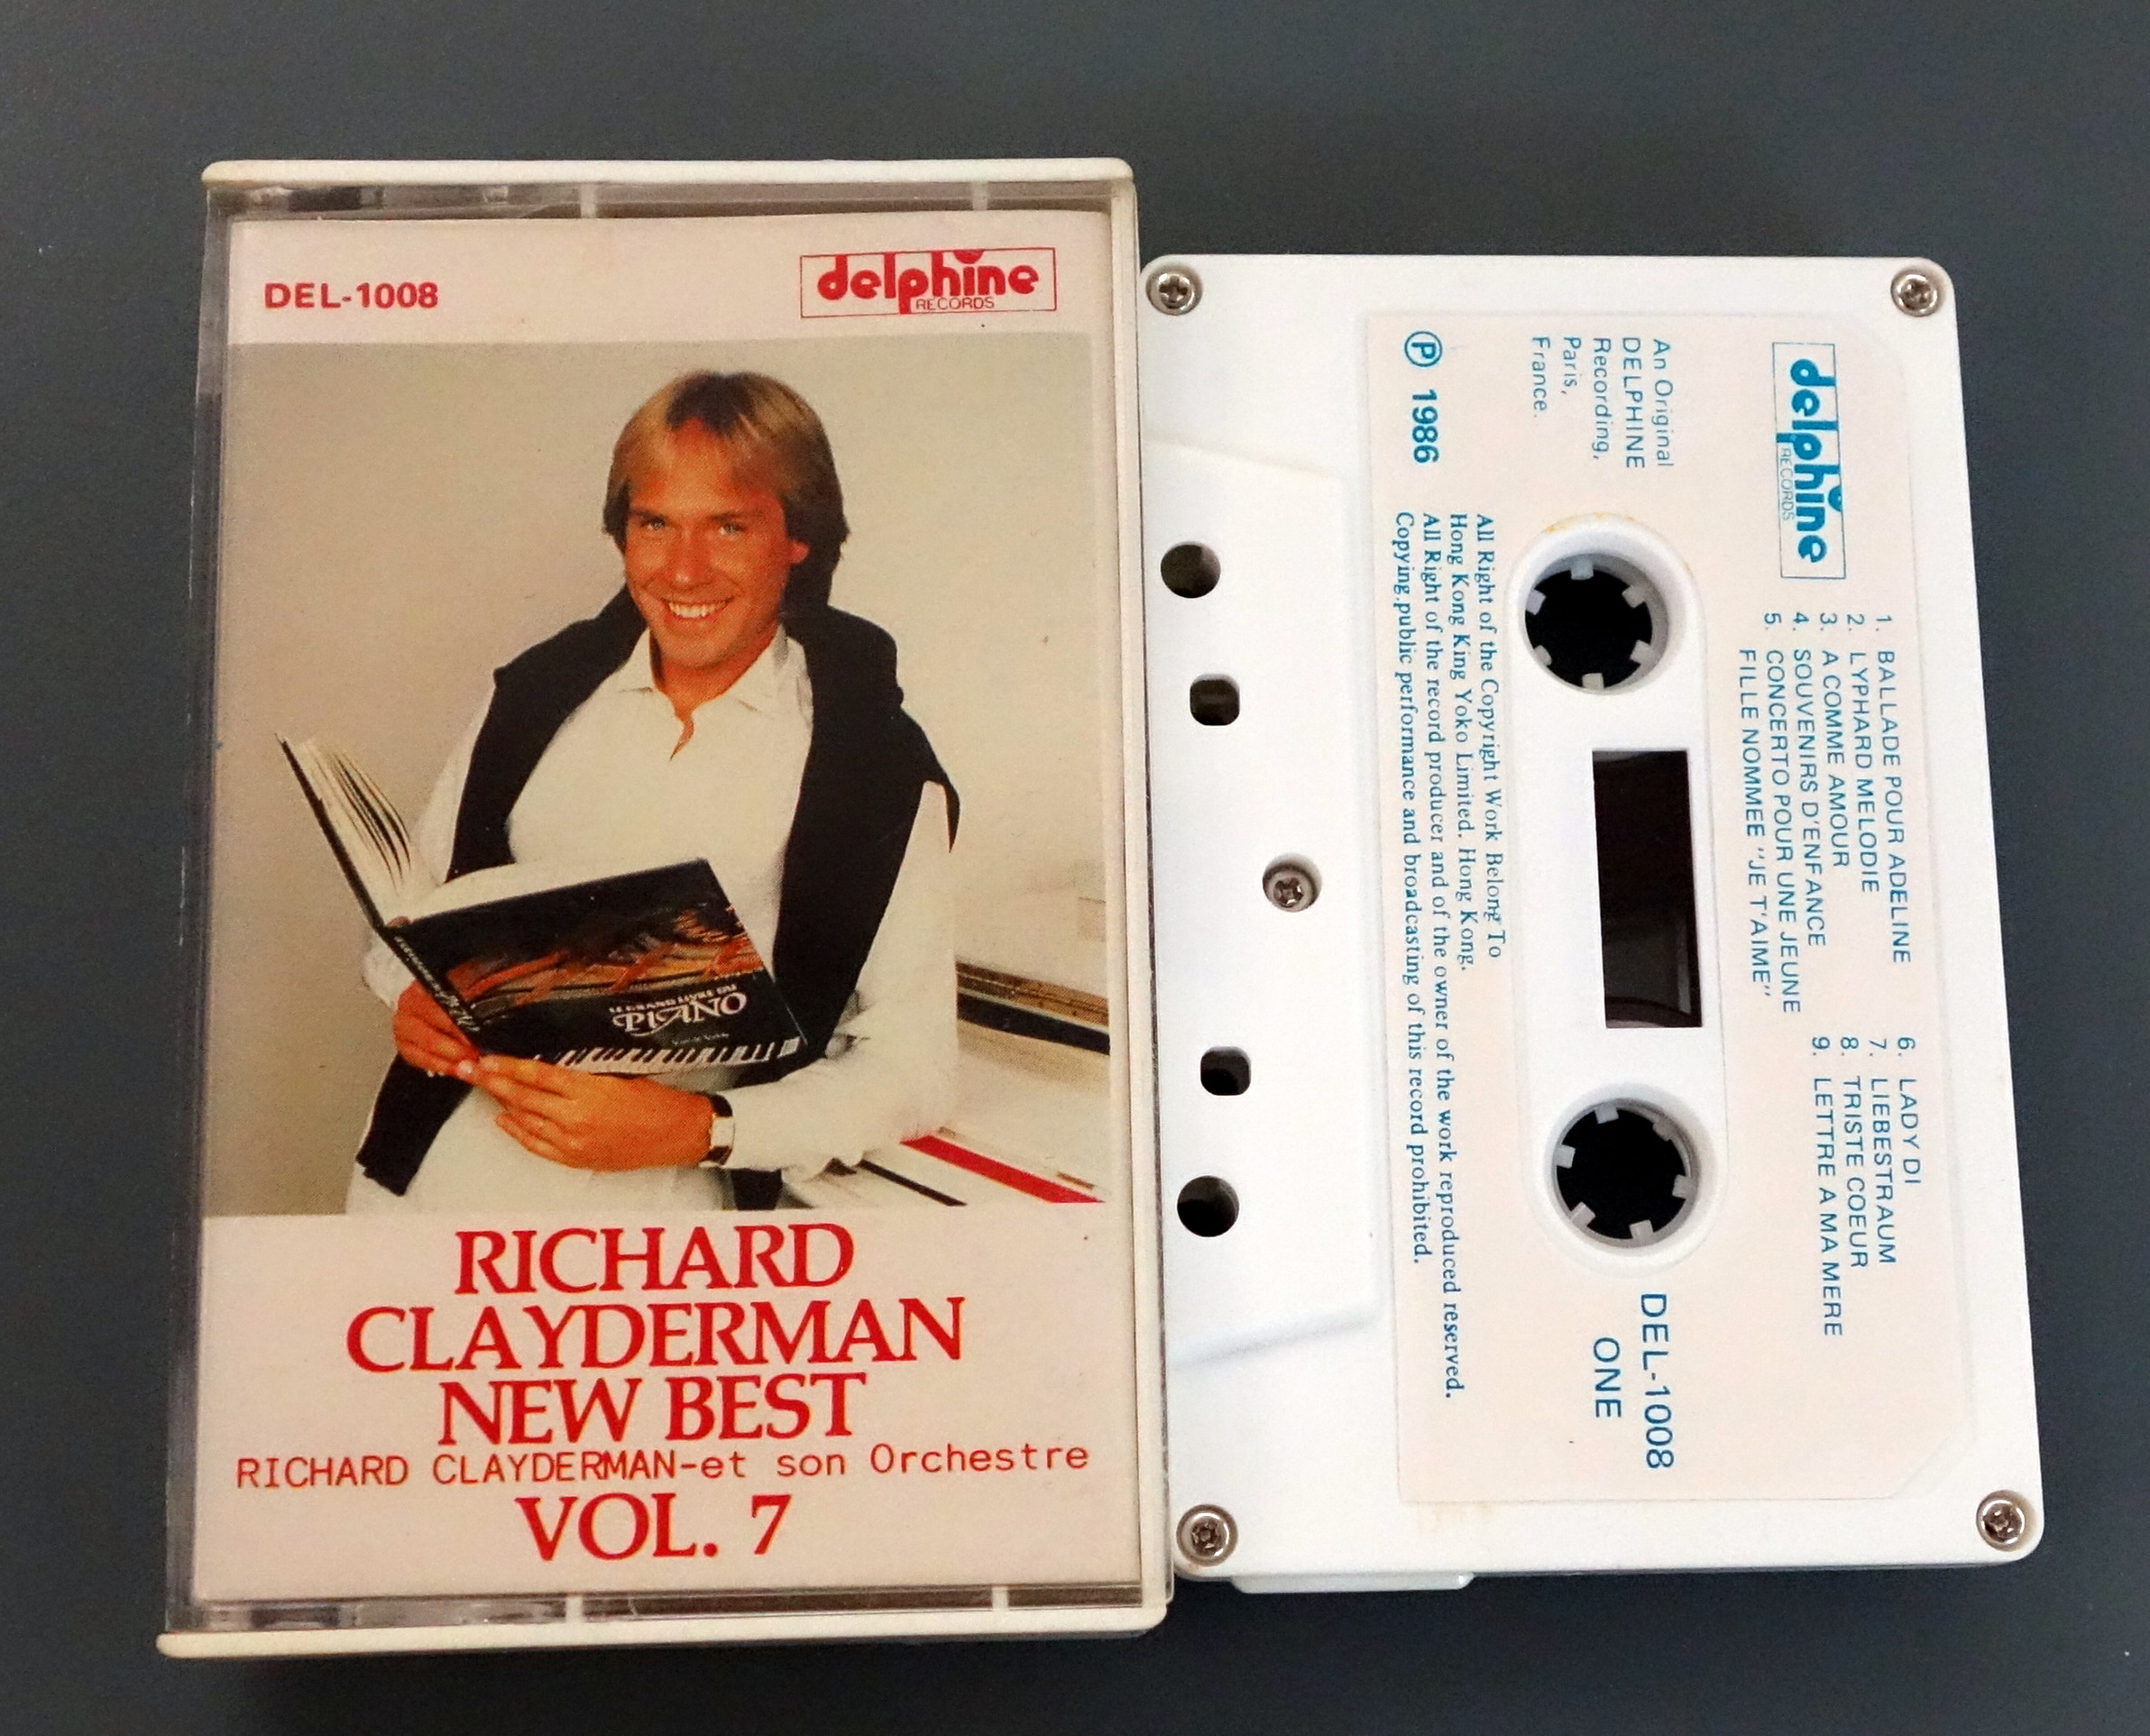 DEL-1008
delphine
RECORDS
PIANO
RICHARD
CLAYDERMAN
NEW BEST
RICHARD CLAYDERMAN-et son Orchestre
VOL. 7
delphine
RECORDS
1. BALLADE POUR ADELINE
2. LYPHARD MELODIE
3. A COMME AMOUR
4. SOUVENIRS D'ENFANCE
5. CONCERTO POUR UNE JEUNE
FILLE NOMMEE "JE T'AIME"
6. LADY DI
7. LIEBESTRAUM
8. TRISTE COEUR
9. LETTRE A MA MERE
An Original
DELPHINE
Recording,
Paris,
France.
Ⓟ 1986
DEL-1008
ONE
All Right of the Copyright Work Belong To
Hong Kong King Yoko Limited. Hong Kong.
All Right of the record producer and of the owner of the work reproduced reserved.
Copying.public performance and broadcasting of this record prohibited.